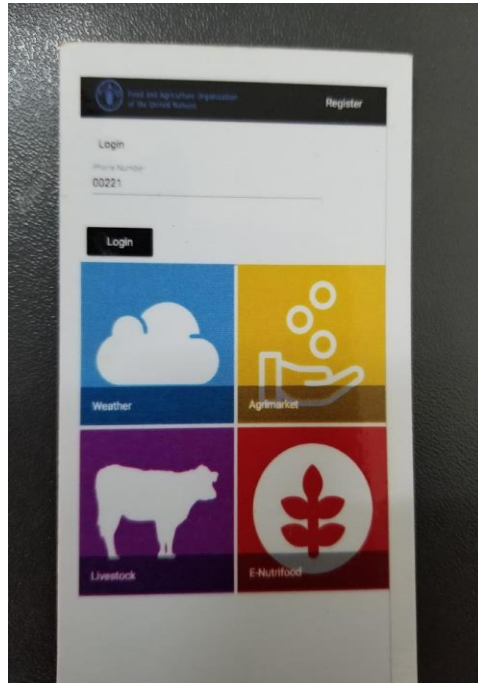 Food and Agriculture Organization
of the United Nations
Register
Login
Phone Number
00221
Login
Weather
Agrimarket
Livestock
E-Nutrifood